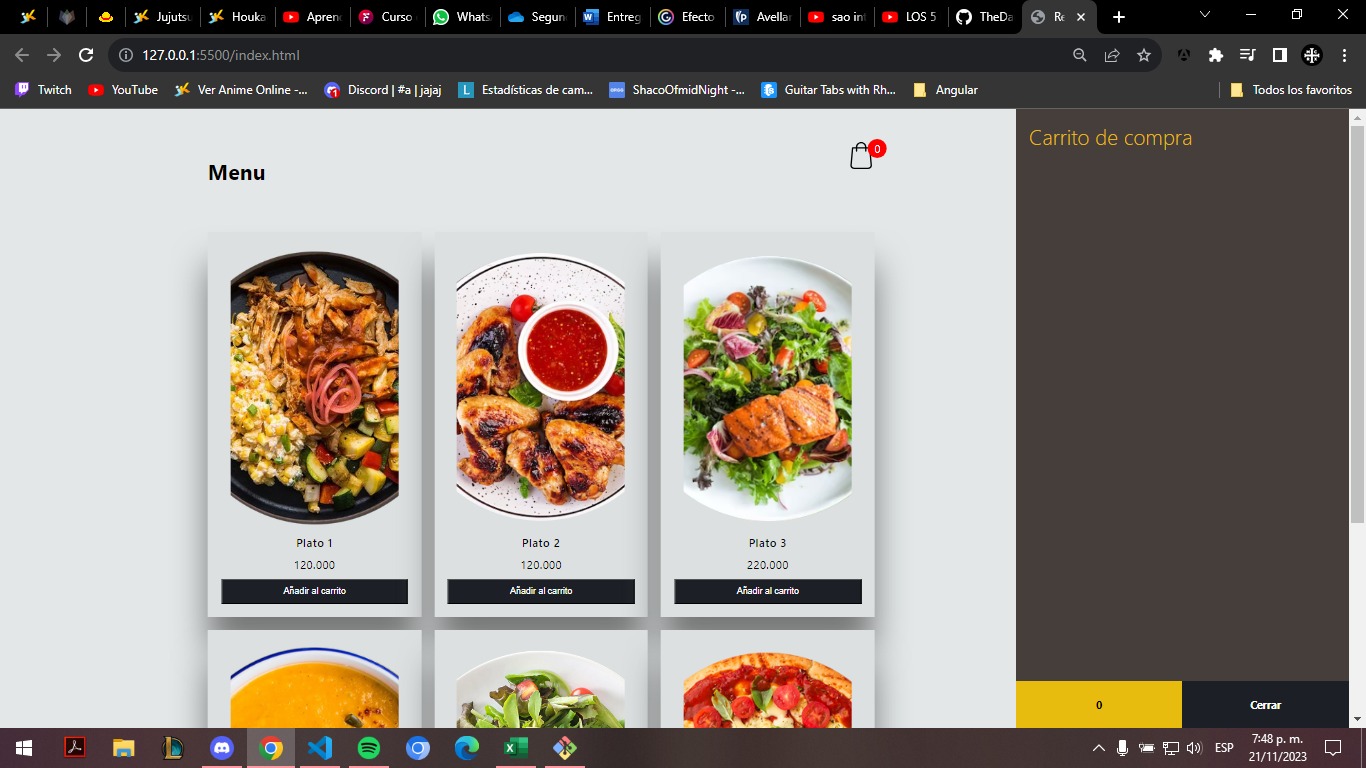 Jujuts
Houka
Aprend
Curso
Whats
Segun
Entreg
Efecto
Avellan
sao in
LOS 5
TheDa
Re
127.0.0.1:5500/index.html
Twitch
YouTube
Ver Anime Online -...
Discord | #a | jajaj
Estadísticas de cam...
ShacoOfmidNight -...
Guitar Tabs with Rh...
Angular
Todos los favoritos
Menu
0
Carrito de compra
Plato 1
120.000
Añadir al carrito
Plato 2
120.000
Añadir al carrito
Plato 3
220.000
Añadir al carrito
0
Cerrar
ESP
7:48 p. m.
21/11/2023